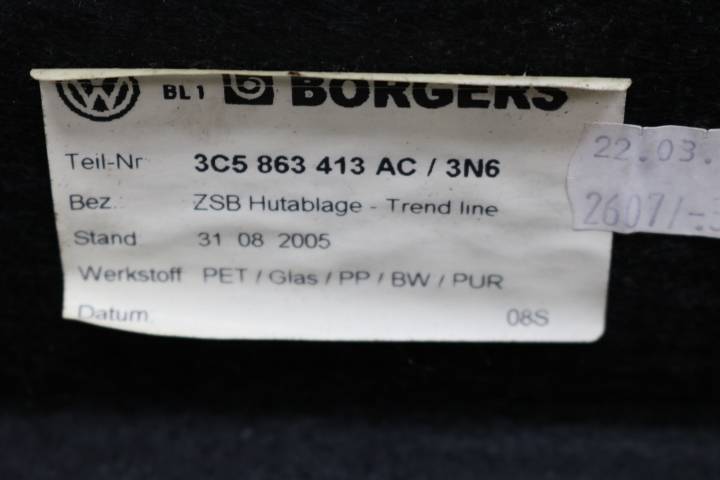 BL1 BORGERS
Teil-Nr 3C5 863 413 AC / 3N6
Bez.: ZSB Hutablage - Trend line
Stand 31 08 2005
Werkstoff PET / Glas / PP / BW / PUR
Datum 08S
22.03.
2607/-.